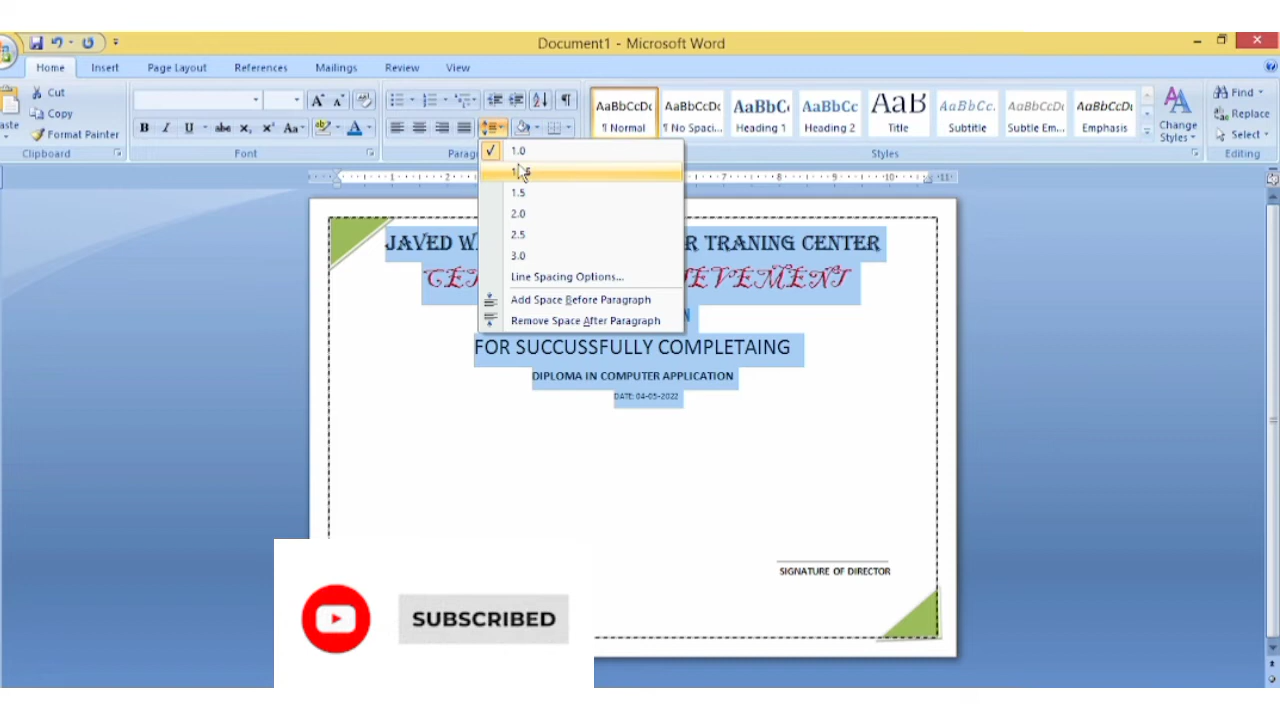 Document1 - Microsoft Word
Home Insert Page Layout References Mailings Review View
Cut
Copy
Format Painter
Clipboard
Font
Styles
Editing
AaBbCcDc AaBbCcDc AaBbC AaBbCc AaB AaBbCc. AaBbCcDc AaBbCcDc
¶ Normal ¶ No Spaci... Heading 1 Heading 2 Title Subtitle Subtle Em... Emphasis
Change Styles
Find
Replace
Select
1.0
1.5
2.0
2.5
3.0
Line Spacing Options...
Add Space Before Paragraph
Remove Space After Paragraph
JAVED TRANING CENTER
FOR SUCCUSSFULLY COMPLETAING
DIPLOMA IN COMPUTER APPLICATION
DATE: 04-05-2022
SIGNATURE OF DIRECTOR
SUBSCRIBED